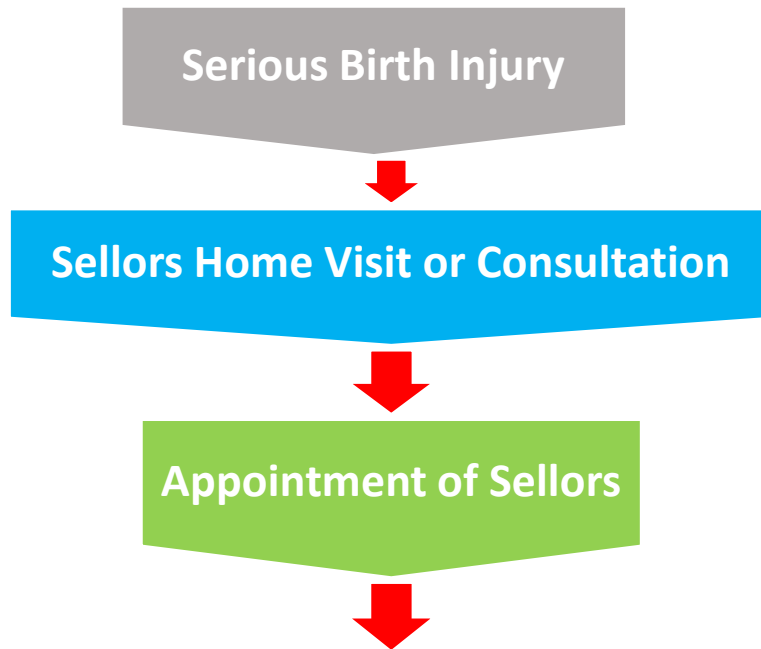 Serious Birth Injury
Sellors Home Visit or Consultation
Appointment of Sellors